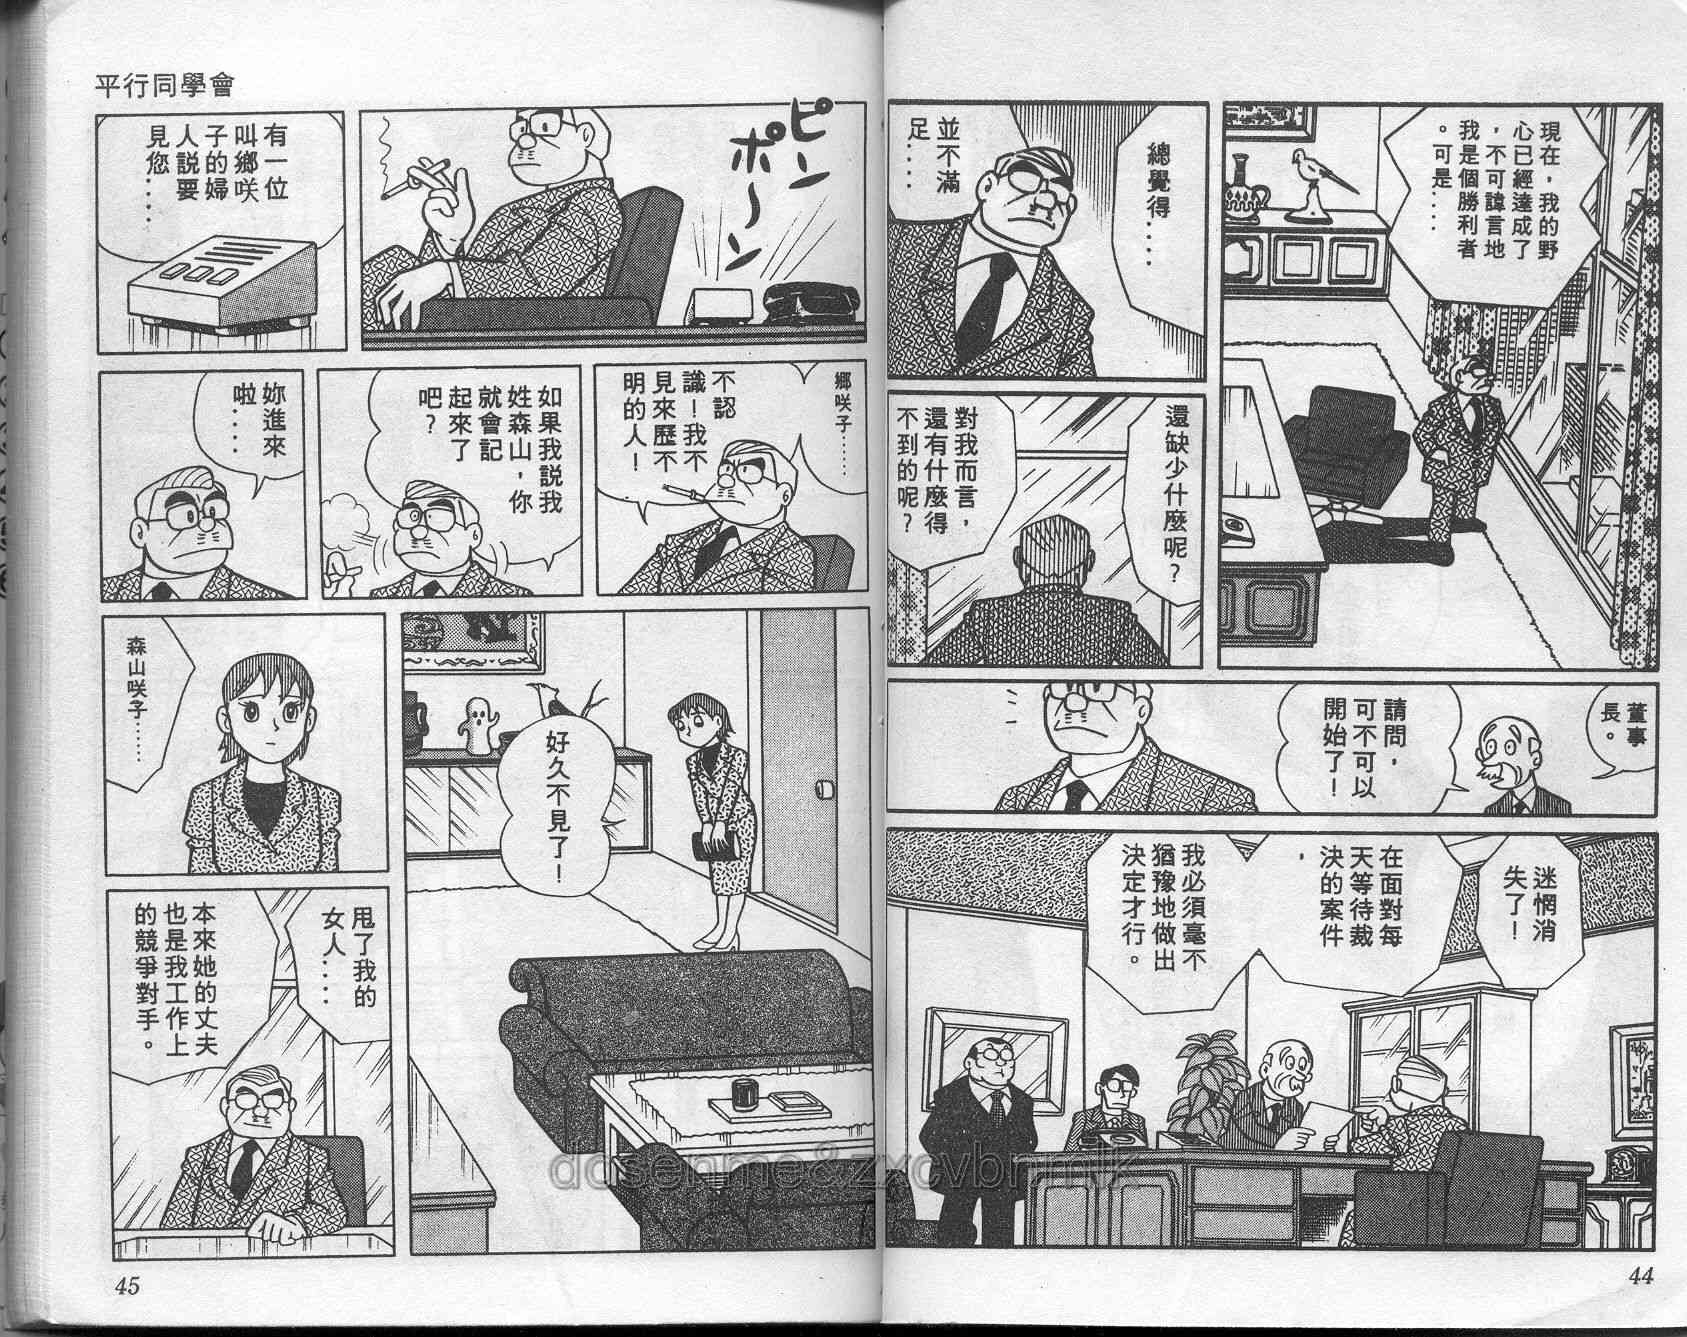 現在，我的野
心已經達成了
，不可諱言地
我是個勝利者
。可是‥‥
總覺得‥‥
並不滿
足‥‥
還缺少什麼呢？
對我而言，
還有什麼得
不到的呢？
董事
長。
請問，
可不可以
開始了！
迷惘消
失了！
在面對每
天等待裁
決的案件
，
我必須毫不
猶豫地做出
決定才行。
44
平行同學會
ピンポ〜ン
有一位
叫鄉咲
子的婦
人說要
見您‥‥‥
鄉咲子‥‥‥
不認
識！我不
見來歷不
明的人！
如果我說我
姓森山，你
就會記
起來了
吧？
妳進來
啦‥‥
好久不見了！
森山咲子‥‥‥
甩了我的
女人‥‥
本來她的丈夫
也是我工作上
的競爭對手。
45
dosenme&zxcvbnmlk